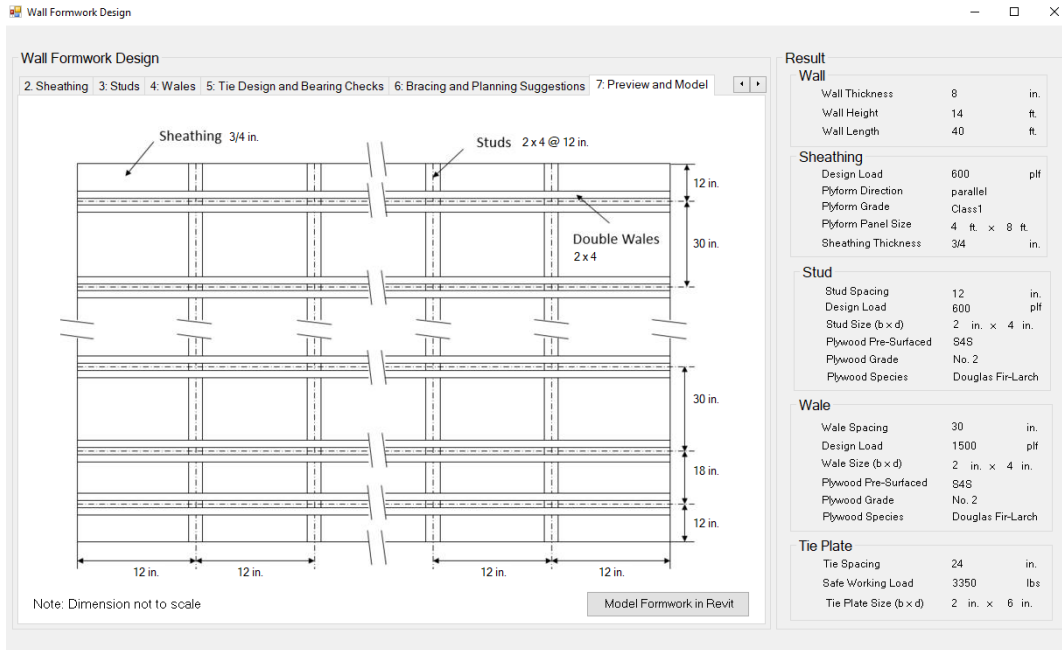 Wall Formwork Design
Wall Formwork Design
2. Sheathing 3: Studs 4: Wales 5: Tie Design and Bearing Checks 6: Bracing and Planning Suggestions 7: Preview and Model
Sheathing 3/4 in.
Studs 2 x 4 @ 12 in.
12 in.
Double Wales
2 x 4
30 in.
30 in.
18 in.
12 in.
12 in. 12 in. 12 in. 12 in.
Note: Dimension not to scale
Model Formwork in Revit
Result
Wall
Wall Thickness 8 in.
Wall Height 14 ft.
Wall Length 40 ft.
Sheathing
Design Load 600 plf
Plyform Direction parallel
Plyform Grade Class1
Plyform Panel Size 4 ft. × 8 ft.
Sheathing Thickness 3/4 in.
Stud
Stud Spacing 12 in.
Design Load 600 plf
Stud Size (b × d) 2 in. × 4 in.
Plywood Pre-Surfaced S4S
Plywood Grade No. 2
Plywood Species Douglas Fir-Larch
Wale
Wale Spacing 30 in.
Design Load 1500 plf
Wale Size (b × d) 2 in. × 4 in.
Plywood Pre-Surfaced S4S
Plywood Grade No. 2
Plywood Species Douglas Fir-Larch
Tie Plate
Tie Spacing 24 in.
Safe Working Load 3350 lbs
Tie Plate Size (b × d) 2 in. × 6 in.